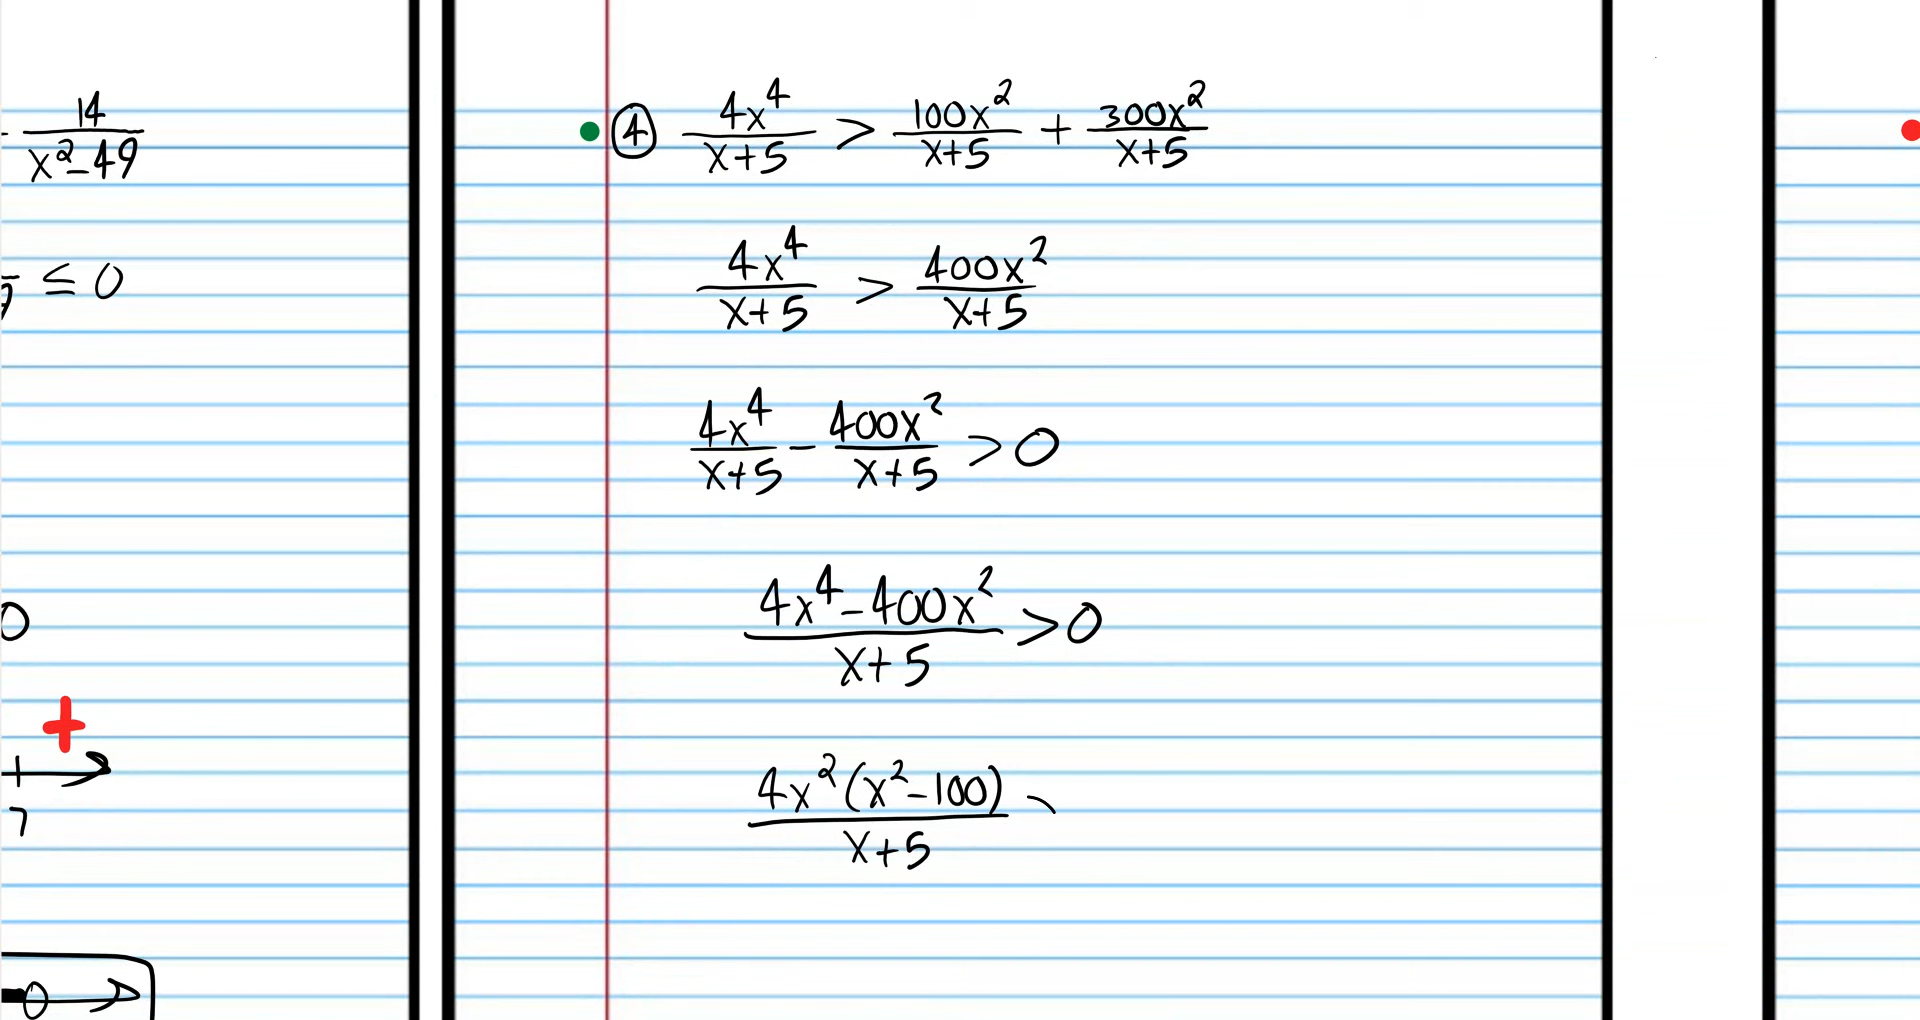 14/(x²-49)
≤ 0
0
+
7
④ 4x⁴/(x+5) > 100x²/(x+5) + 300x²/(x+5)
4x⁴/(x+5) > 400x²/(x+5)
4x⁴/(x+5) - 400x²/(x+5) > 0
(4x⁴-400x²)/(x+5) > 0
4x²(x²-100)/(x+5)